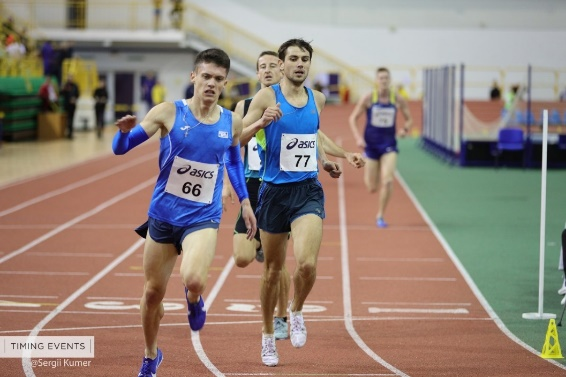 asics
66
asics
77
TIMING EVENTS
@Sergii Kumer